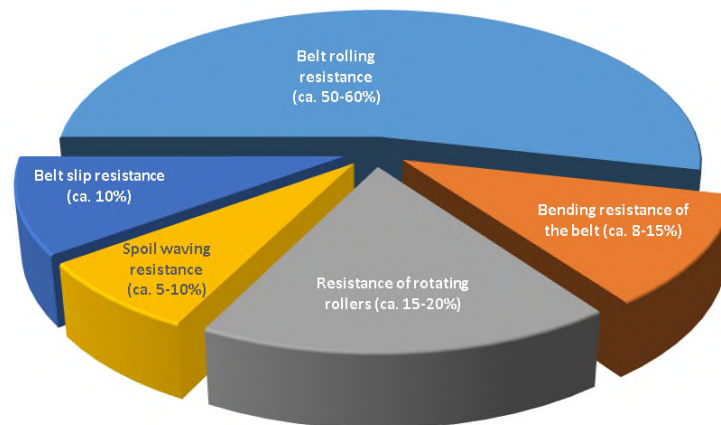 Belt rolling
resistance
(ca. 50-60%)
Belt slip resistance
(ca. 10%)
Bending resistance of
the belt (ca. 8-15%)
Spoil waving
resistance
(ca. 5-10%)
Resistance of rotating
rollers (ca. 15-20%)